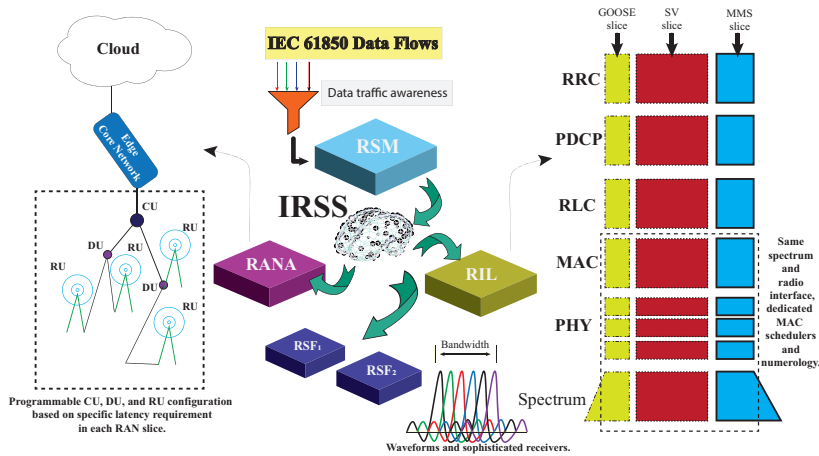 Cloud
Edge
Core Network
CU
DU
RU
RU
RU
DU
RU
Programmable CU, DU, and RU configuration
based on specific latency requirement
in each RAN slice.
IEC 61850 Data Flows
Data traffic awareness
RSM
IRSS
RANA
RIL
RSF₁
RSF₂
Bandwidth
Waveforms and sophisticated receivers.
GOOSE
slice
SV
slice
MMS
slice
RRC
PDCP
RLC
MAC
PHY
Spectrum
Same
spectrum
and
radio
interface,
dedicated
MAC
schedulers
and
numerology.